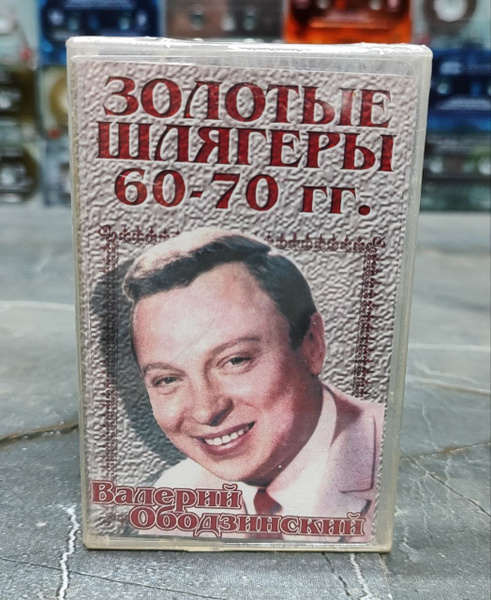 ЗОЛОТЫЕ
ШЛЯГЕРЫ
60-70 гг.
Валерий
Ободзинский